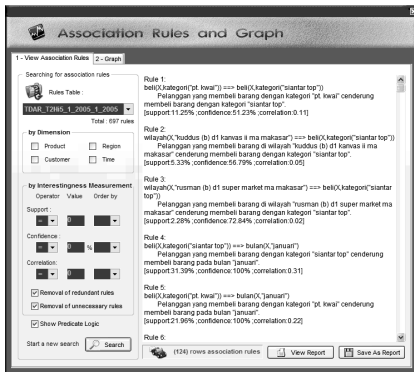 Association Rules and Graph
1 - View Association Rules
2 - Graph
Searching for association rules
Rules Table :
TDAR_T2I65_1_2005_1_2005
Total : 697 rules
by Dimension
Product
Region
Customer
Time
by Interestingness Measurement
Operator Value Order by
Support :
= 0
Confidence :
= 0 %
Correlation:
= 0
Removal of redundant rules
Removal of unnecessary rules
Show Predicate Logic
Start a new search
Search
Rule 1:
beli(X,kategori("pt. kwai")) ==> beli(X,kategori("siantar top"))
Pelanggan yang membeli barang dengan kategori "pt. kwai" cenderung
membeli barang dengan kategori "siantar top".
[support:11.25% ;confidence:51.23% ;correlation:0.11]
Rule 2:
wilayah(X,"kuddus (b) d1 kanvas ii ma makasar") ==> beli(X,kategori("siantar top"))
Pelanggan yang membeli barang di wilayah "kuddus (b) d1 kanvas ii ma
makasar" cenderung membeli barang dengan kategori "siantar top".
[support:5.33% ;confidence:56.79% ;correlation:0.05]
Rule 3:
wilayah(X,"rusman (b) d1 super market ma makasar") ==> beli(X,kategori("siantar
top"))
Pelanggan yang membeli barang di wilayah "rusman (b) d1 super market ma
makasar" cenderung membeli barang dengan kategori "siantar top".
[support:2.28% ;confidence:72.84% ;correlation:0.02]
Rule 4:
beli(X,kategori("siantar top")) ==> bulan(X,"januari")
Pelanggan yang membeli barang dengan kategori "siantar top" cenderung
membeli barang pada bulan "januari".
[support:31.39% ;confidence:100% ;correlation:0.31]
Rule 5:
beli(X,kategori("pt. kwai")) ==> bulan(X,"januari")
Pelanggan yang membeli barang dengan kategori "pt. kwai" cenderung
membeli barang pada bulan "januari".
[support:21.96% ;confidence:100% ;correlation:0.22]
Rule 6:
(124) rows association rules
View Report
Save As Report